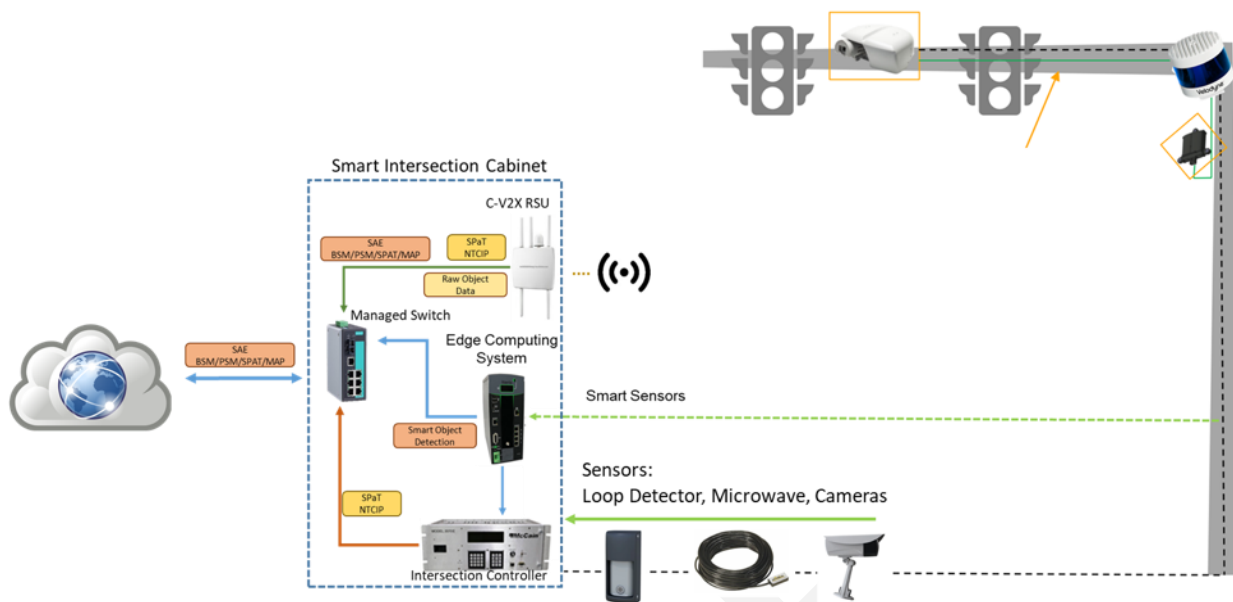 Velodyne
Smart Intersection Cabinet
C-V2X RSU
SAE
BSM/PSM/SPAT/MAP
SPaT
NTCIP
Raw Object
Data
Managed Switch
Edge Computing
System
SAE
BSM/PSM/SPAT/MAP
Smart Sensors
Smart Object
Detection
Sensors:
Loop Detector, Microwave, Cameras
SPaT
NTCIP
McCain
Intersection Controller